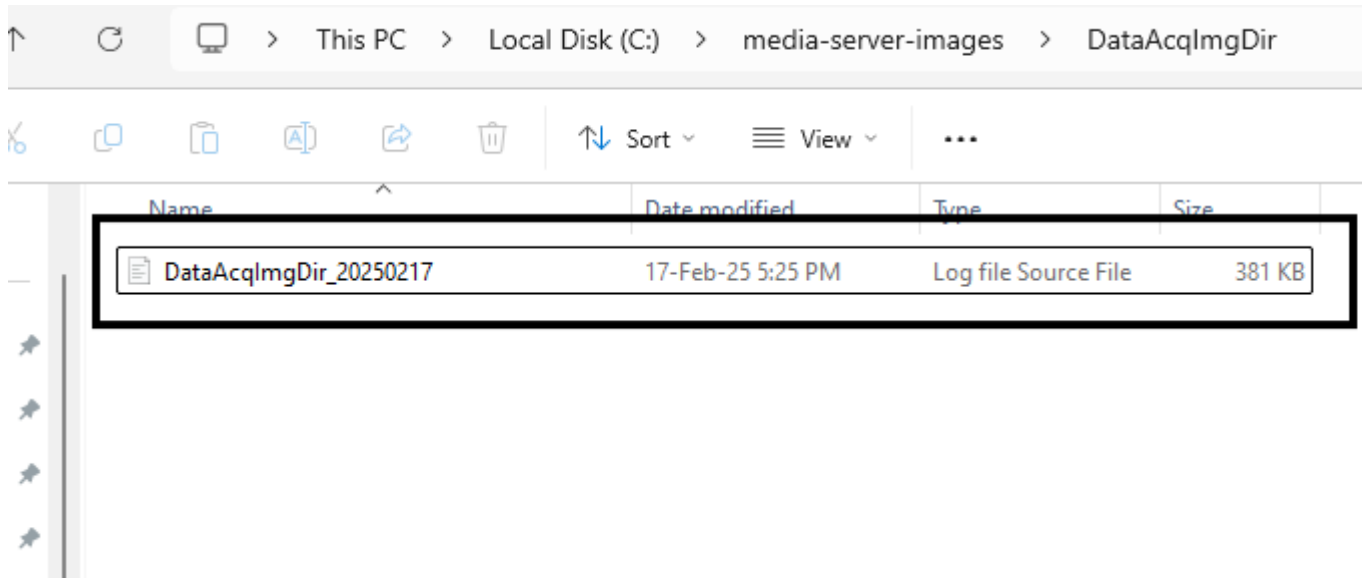 This PC > Local Disk (C:) > media-server-images > DataAcqImgDir
Sort View
Name Date modified Type Size
DataAcqImgDir_20250217 17-Feb-25 5:25 PM Log file Source File 381 KB